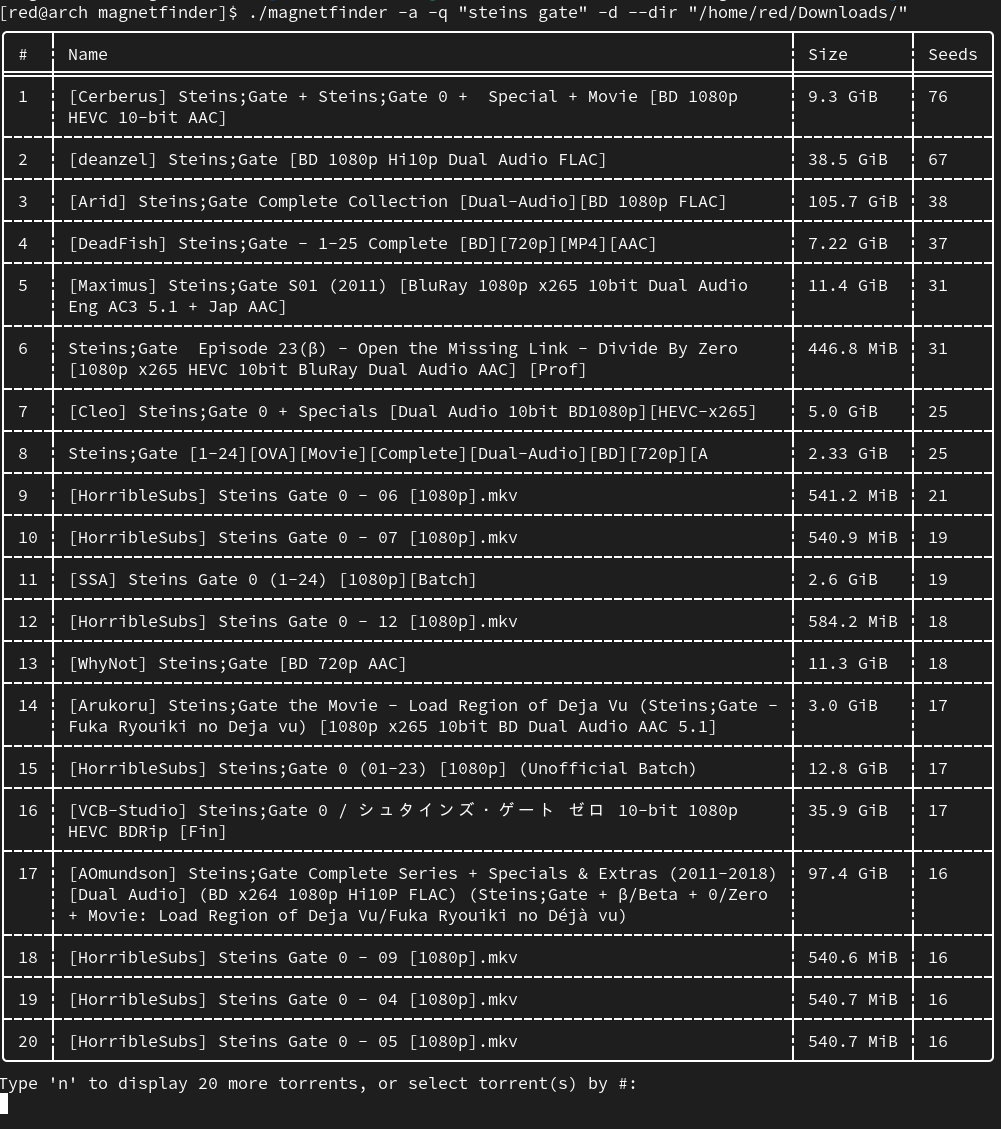 [red@arch magnetfinder]$ ./magnetfinder -a -q "steins gate" -d --dir "/home/red/Downloads/"
# Name Size Seeds
1 [Cerberus] Steins;Gate + Steins;Gate 0 +  Special + Movie [BD 1080p 9.3 GiB 76
HEVC 10-bit AAC]
2 [deanzel] Steins;Gate [BD 1080p Hi10p Dual Audio FLAC] 38.5 GiB 67
3 [Arid] Steins;Gate Complete Collection [Dual-Audio][BD 1080p FLAC] 105.7 GiB 38
4 [DeadFish] Steins;Gate - 1-25 Complete [BD][720p][MP4][AAC] 7.22 GiB 37
5 [Maximus] Steins;Gate S01 (2011) [BluRay 1080p x265 10bit Dual Audio 11.4 GiB 31
Eng AC3 5.1 + Jap AAC]
6 Steins;Gate  Episode 23(β) - Open the Missing Link - Divide By Zero 446.8 MiB 31
[1080p x265 HEVC 10bit BluRay Dual Audio AAC] [Prof]
7 [Cleo] Steins;Gate 0 + Specials [Dual Audio 10bit BD1080p][HEVC-x265] 5.0 GiB 25
8 Steins;Gate [1-24][OVA][Movie][Complete][Dual-Audio][BD][720p][A 2.33 GiB 25
9 [HorribleSubs] Steins Gate 0 - 06 [1080p].mkv 541.2 MiB 21
10 [HorribleSubs] Steins Gate 0 - 07 [1080p].mkv 540.9 MiB 19
11 [SSA] Steins Gate 0 (1-24) [1080p][Batch] 2.6 GiB 19
12 [HorribleSubs] Steins Gate 0 - 12 [1080p].mkv 584.2 MiB 18
13 [WhyNot] Steins;Gate [BD 720p AAC] 11.3 GiB 18
14 [Arukoru] Steins;Gate the Movie - Load Region of Deja Vu (Steins;Gate - 3.0 GiB 17
Fuka Ryouiki no Deja vu) [1080p x265 10bit BD Dual Audio AAC 5.1]
15 [HorribleSubs] Steins;Gate 0 (01-23) [1080p] (Unofficial Batch) 12.8 GiB 17
16 [VCB-Studio] Steins;Gate 0 / シュタインズ・ゲート ゼロ 10-bit 1080p 35.9 GiB 17
HEVC BDRip [Fin]
17 [AOmundson] Steins;Gate Complete Series + Specials & Extras (2011-2018) 97.4 GiB 16
[Dual Audio] (BD x264 1080p Hi10P FLAC) (Steins;Gate + β/Beta + 0/Zero
+ Movie: Load Region of Deja Vu/Fuka Ryouiki no Déjà vu)
18 [HorribleSubs] Steins Gate 0 - 09 [1080p].mkv 540.6 MiB 16
19 [HorribleSubs] Steins Gate 0 - 04 [1080p].mkv 540.7 MiB 16
20 [HorribleSubs] Steins Gate 0 - 05 [1080p].mkv 540.7 MiB 16
Type 'n' to display 20 more torrents, or select torrent(s) by #: